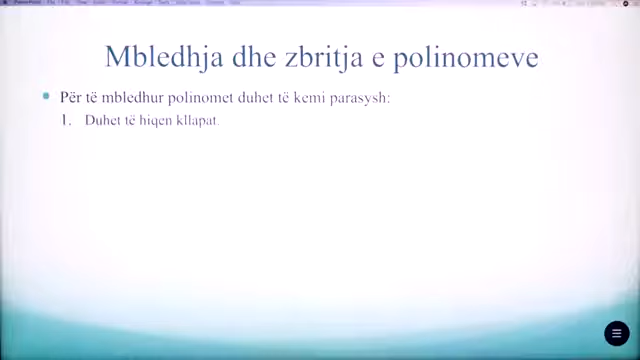 Mbledhja dhe zbritja e polinomeve
Për të mbledhur polinomet duhet të kemi parasysh:
1. Duhet të hiqen kllapat.